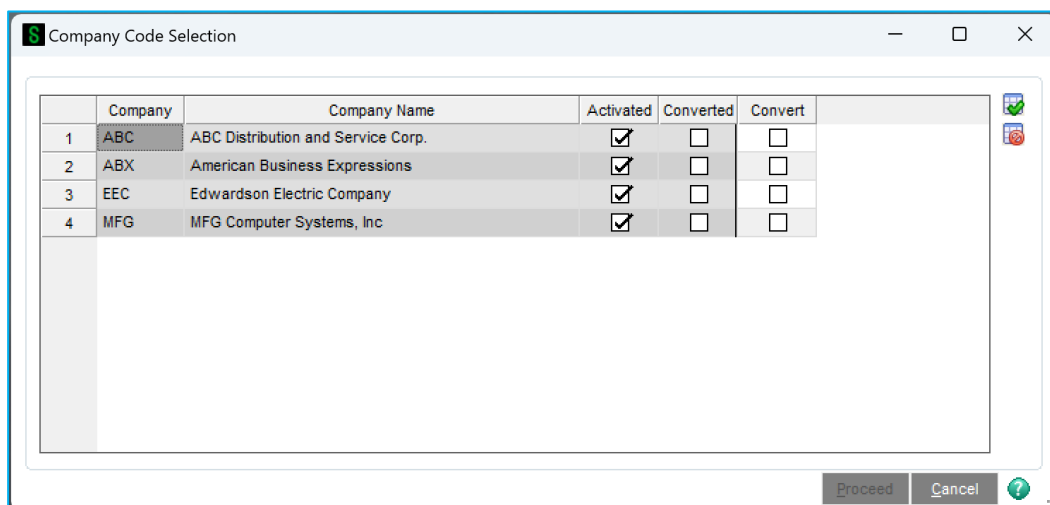 S Company Code Selection
Company Company Name Activated Converted Convert
1 ABC ABC Distribution and Service Corp.
2 ABX American Business Expressions
3 EEC Edwardson Electric Company
4 MFG MFG Computer Systems, Inc
Proceed Cancel ?